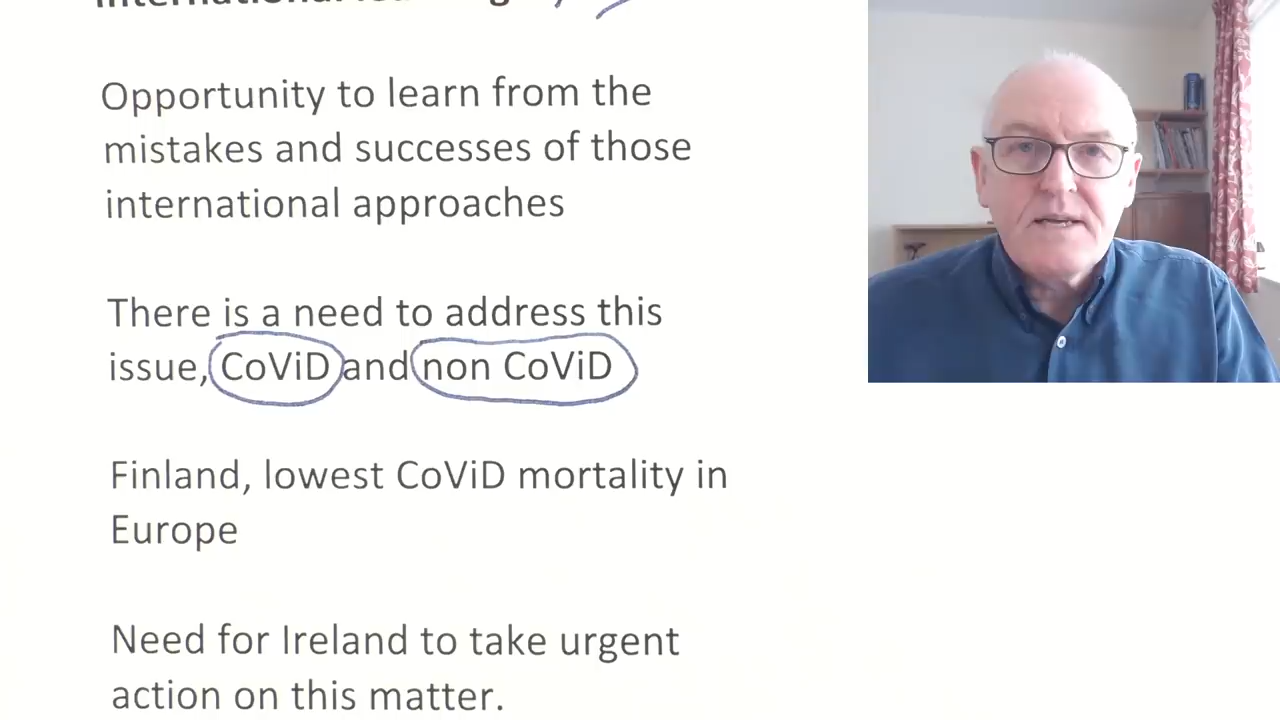 Opportunity to learn from the
mistakes and successes of those
international approaches
There is a need to address this
issue, CoViD and non CoViD
Finland, lowest CoViD mortality in
Europe
Need for Ireland to take urgent
action on this matter.